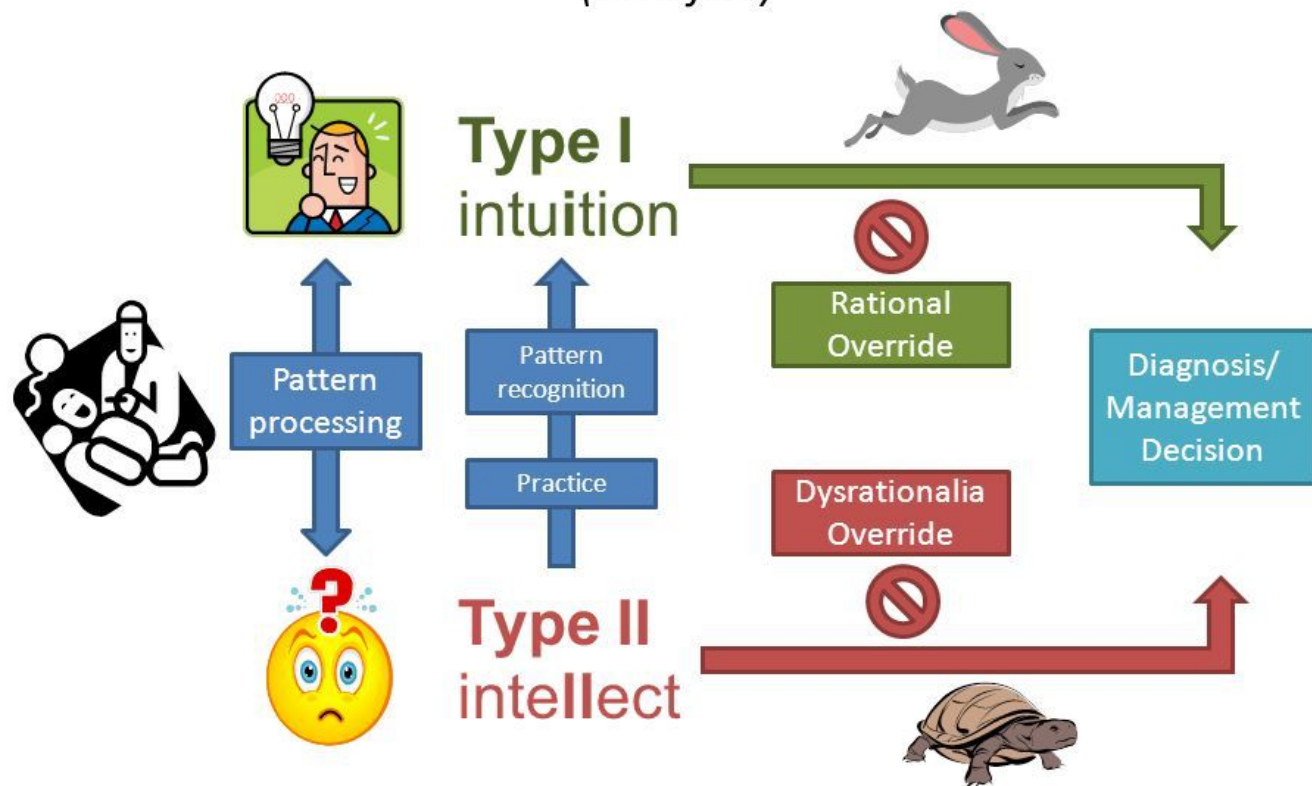 Type I
intuition
Rational
Override
Pattern
processing
Pattern
recognition
Practice
Diagnosis/
Management
Decision
Dysrationalia
Override
?
Type II
intellect